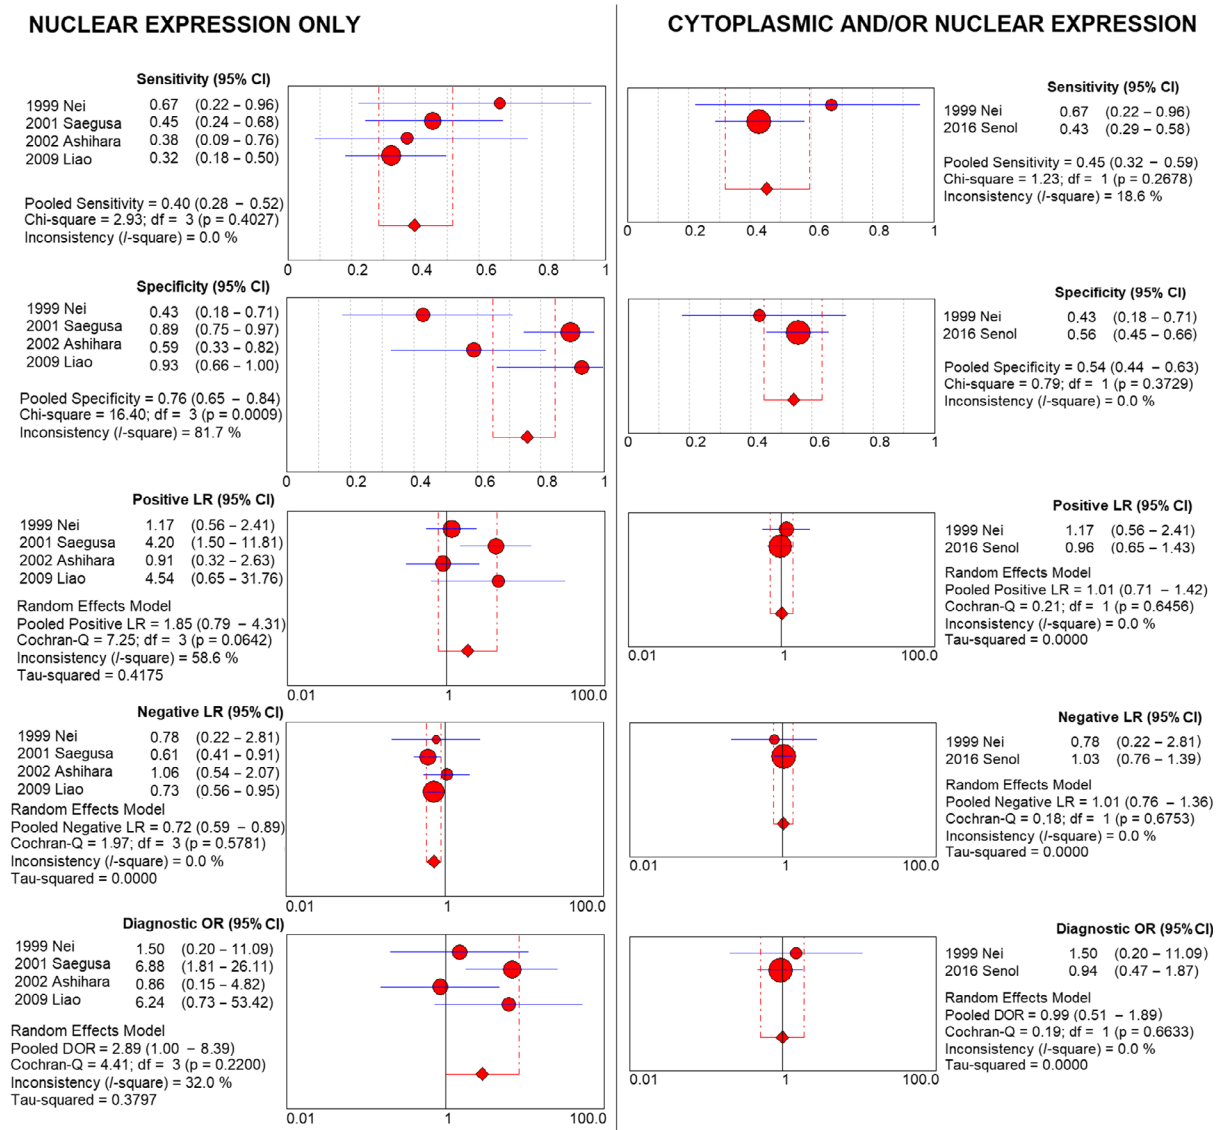 NUCLEAR EXPRESSION ONLY
Sensitivity (95% CI)
1999 Nei 0.67 (0.22 – 0.96)
2001 Saegusa 0.45 (0.24 – 0.68)
2002 Ashihara 0.38 (0.09 – 0.76)
2009 Liao 0.32 (0.18 – 0.50)
Pooled Sensitivity = 0.40 (0.28 – 0.52)
Chi-square = 2.93; df = 3 (p = 0.4027)
Inconsistency (I-square) = 0.0 %
0 0.2 0.4 0.6 0.8 1
Specificity (95% CI)
1999 Nei 0.43 (0.18 – 0.71)
2001 Saegusa 0.89 (0.75 – 0.97)
2002 Ashihara 0.59 (0.33 – 0.82)
2009 Liao 0.93 (0.66 – 1.00)
Pooled Specificity = 0.76 (0.65 – 0.84)
Chi-square = 16.40; df = 3 (p = 0.0009)
Inconsistency (I-square) = 81.7 %
0 0.2 0.4 0.6 0.8 1
Positive LR (95% CI)
1999 Nei 1.17 (0.56 – 2.41)
2001 Saegusa 4.20 (1.50 – 11.81)
2002 Ashihara 0.91 (0.32 – 2.63)
2009 Liao 4.54 (0.65 – 31.76)
Random Effects Model
Pooled Positive LR = 1.85 (0.79 – 4.31)
Cochran-Q = 7.25; df = 3 (p = 0.0642)
Inconsistency (I-square) = 58.6 %
Tau-squared = 0.4175
0.01 1 100.0
Negative LR (95% CI)
1999 Nei 0.78 (0.22 – 2.81)
2001 Saegusa 0.61 (0.41 – 0.91)
2002 Ashihara 1.06 (0.54 – 2.07)
2009 Liao 0.73 (0.56 – 0.95)
Random Effects Model
Pooled Negative LR = 0.72 (0.59 – 0.89)
Cochran-Q = 1.97; df = 3 (p = 0.5781)
Inconsistency (I-square) = 0.0 %
Tau-squared = 0.0000
0.01 1 100.0
Diagnostic OR (95% CI)
1999 Nei 1.50 (0.20 – 11.09)
2001 Saegusa 6.88 (1.81 – 26.11)
2002 Ashihara 0.86 (0.15 – 4.82)
2009 Liao 6.24 (0.73 – 53.42)
Random Effects Model
Pooled DOR = 2.89 (1.00 – 8.39)
Cochran-Q = 4.41; df = 3 (p = 0.2200)
Inconsistency (I-square) = 32.0 %
Tau-squared = 0.3797
0.01 1 100.0
CYTOPLASMIC AND/OR NUCLEAR EXPRESSION
Sensitivity (95% CI)
1999 Nei 0.67 (0.22 – 0.96)
2016 Senol 0.43 (0.29 – 0.58)
Pooled Sensitivity = 0.45 (0.32 – 0.59)
Chi-square = 1.23; df = 1 (p = 0.2678)
Inconsistency (I-square) = 18.6 %
0 0.2 0.4 0.6 0.8 1
Specificity (95% CI)
1999 Nei 0.43 (0.18 – 0.71)
2016 Senol 0.56 (0.45 – 0.66)
Pooled Specificity = 0.54 (0.44 – 0.63)
Chi-square = 0.79; df = 1 (p = 0.3729)
Inconsistency (I-square) = 0.0 %
0 0.2 0.4 0.6 0.8 1
Positive LR (95% CI)
1999 Nei 1.17 (0.56 – 2.41)
2016 Senol 0.96 (0.65 – 1.43)
Random Effects Model
Pooled Positive LR = 1.01 (0.71 – 1.42)
Cochran-Q = 0.21; df = 1 (p = 0.6456)
Inconsistency (I-square) = 0.0 %
Tau-squared = 0.0000
0.01 1 100.0
Negative LR (95% CI)
1999 Nei 0.78 (0.22 – 2.81)
2016 Senol 1.03 (0.76 – 1.39)
Random Effects Model
Pooled Negative LR = 1.01 (0.76 – 1.36)
Cochran-Q = 0.18; df = 1 (p = 0.6753)
Inconsistency (I-square) = 0.0 %
Tau-squared = 0.0000
0.01 1 100.0
Diagnostic OR (95% CI)
1999 Nei 1.50 (0.20 – 11.09)
2016 Senol 0.94 (0.47 – 1.87)
Random Effects Model
Pooled DOR = 0.99 (0.51 – 1.89)
Cochran-Q = 0.19; df = 1 (p = 0.6633)
Inconsistency (I-square) = 0.0 %
Tau-squared = 0.0000
0.01 1 100.0